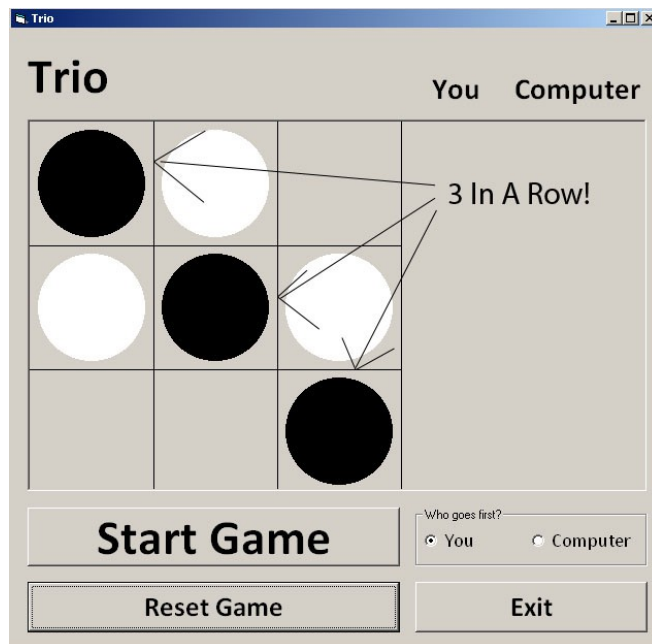 Trio
Trio
You Computer
3 In A Row!
Start Game
Who goes first?
You Computer
Reset Game
Exit